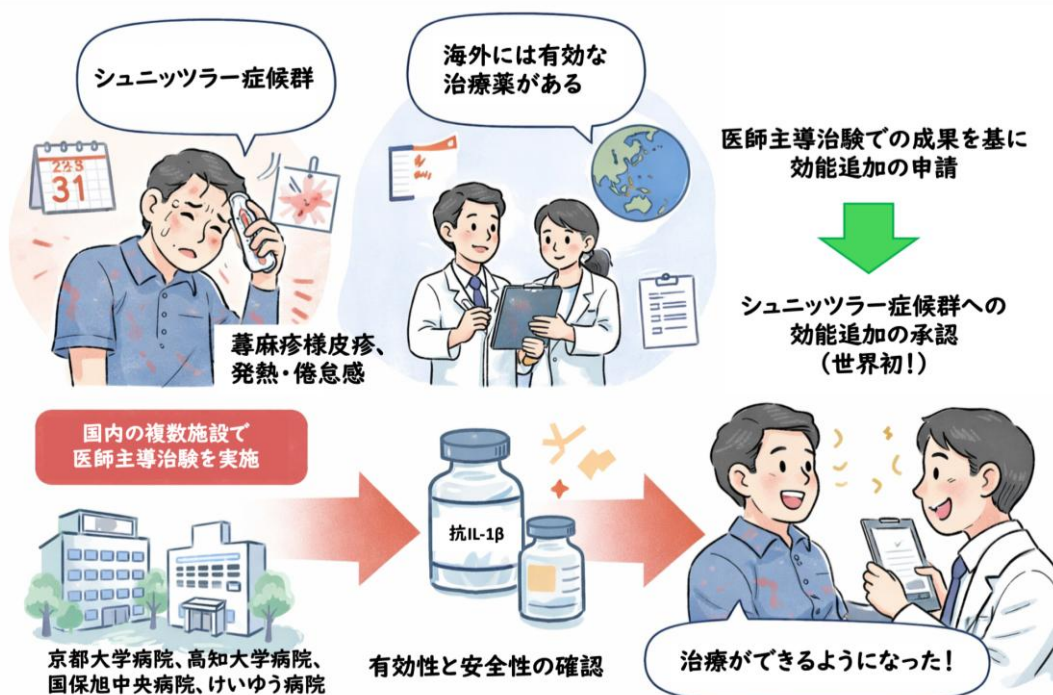 シュニッツラー症候群
海外には有効な
治療薬がある
31
蕁麻疹様皮疹、
発熱・倦怠感
医師主導治験での成果を基に
効能追加の申請
シュニッツラー症候群への
効能追加の承認
（世界初！）
国内の複数施設で
医師主導治験を実施
京都大学病院、高知大学病院、
国保旭中央病院、けいゆう病院
抗IL-1β
有効性と安全性の確認
治療ができるようになった！